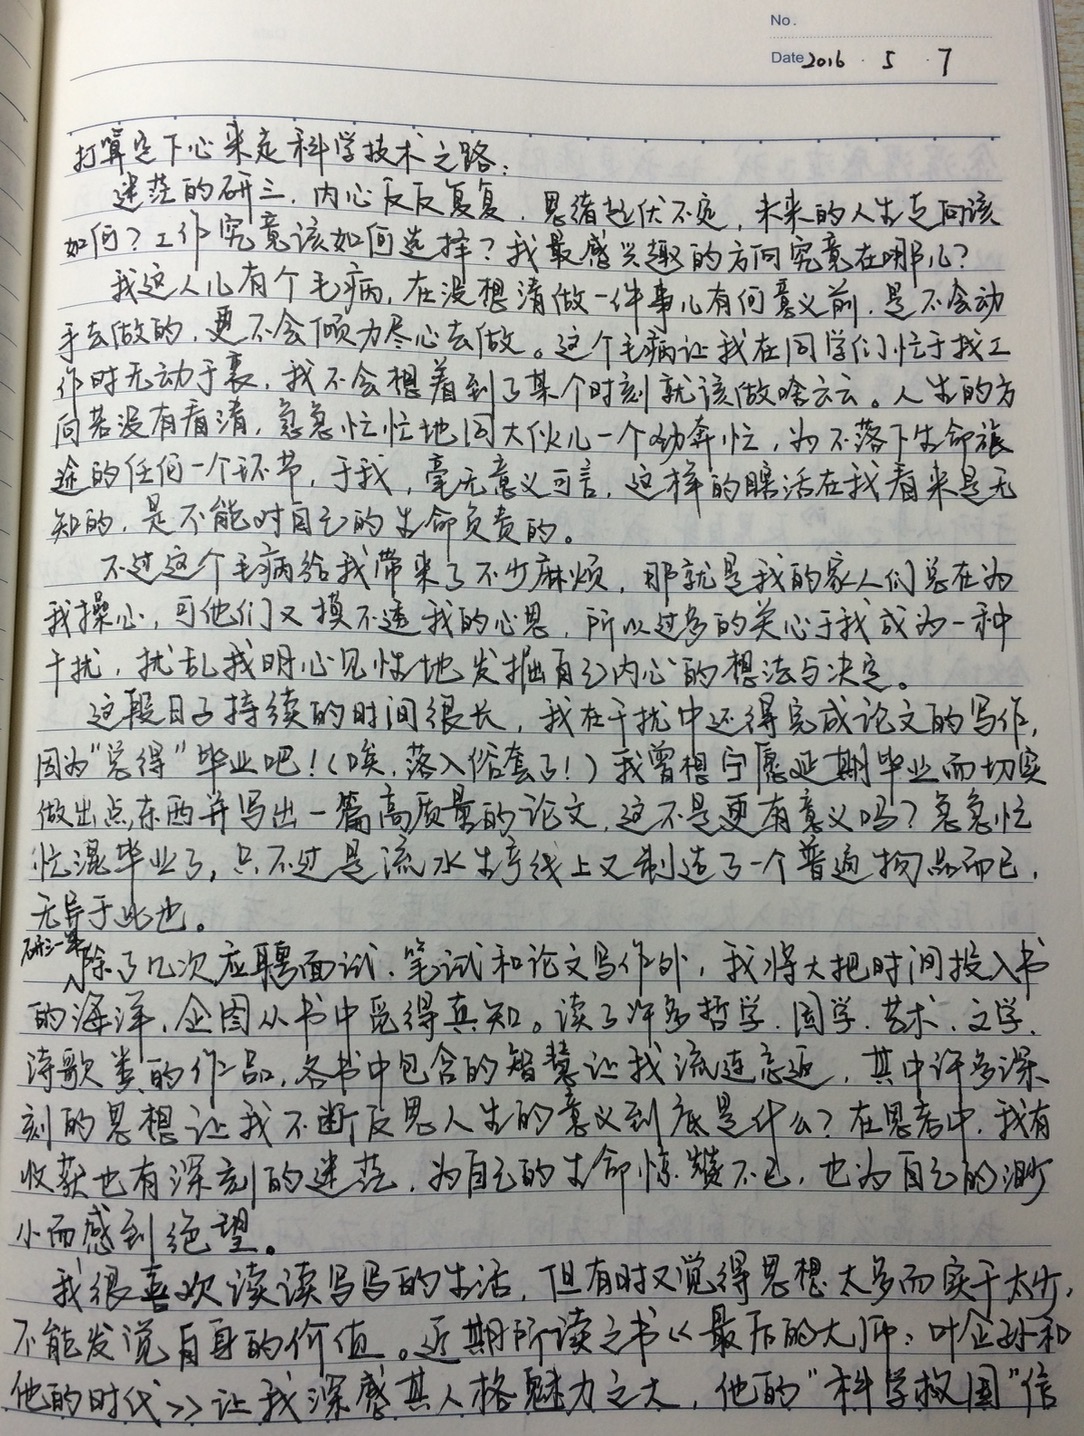 No.
Date 2016 . 5 . 7
打算定下心来走科学技术之路:
迷茫的研三,内心反反复复,思绪起伏不定,未来的人生走向该
如何?工作究竟该如何选择?我最感兴趣的方向究竟在哪儿?
我这人儿有个毛病,在没想清做一件事儿有何意义前,是不会动
手去做的,更不会倾力尽心去做。这个毛病让我在同学们忙于找工
作时无动于衷,我不会想着到了某个时刻就该做啥云云。人生的方
向若没有看清,急急忙忙地同大伙儿一个劲奔忙,为不落下生命旅
途的任何一个环节,于我,毫无意义可言,这样的瞎活在我看来是无
知的,是不能对自己的生命负责的。
不过这个毛病给我带来了不少麻烦,那就是我的家人们总在为
我操心,可他们又摸不透我的心思,所以过多的关心于我成为一种
干扰,扰乱我明心见性地发掘自己内心的想法与决定。
这段日子持续的时间很长,我在干扰中还得完成论文的写作,
因为“总得”毕业吧!(唉,落入俗套了!)我曾想宁愿延期毕业而切实
做出点东西并写出一篇高质量的论文,这不是更有意义吗?急急忙
忙混毕业了,只不过是流水生产线上又制造了一个普通物品而已,
无异于此也。
研三一年
除了几次应聘面试、笔试和论文写作外,我将大把时间投入书
的海洋,企图从书中觅得真知。读了许多哲学、国学、艺术、文学、
诗歌类的作品,各书中包含的智慧让我流连忘返,其中许多深
刻的思想让我不断反思人生的意义到底是什么?在思考中,我有
收获也有深刻的迷茫,为自己的生命惊赞不已,也为自己的渺
小而感到绝望。
我很喜欢读读写写的生活,但有时又觉得思想太多而实干太少,
不能发觉自身的价值。近期所读之书《最后的大师:叶企孙和
他的时代》让我深感其人格魅力之大,他的“科学救国”信